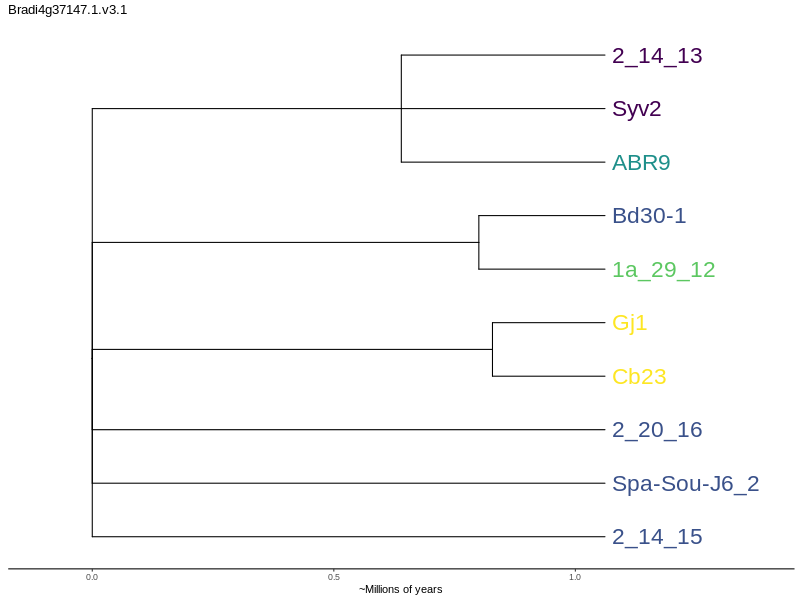 Bradi4g37147.1.v3.1
2_14_13
Syv2
ABR9
Bd30-1
1a_29_12
Gj1
Cb23
2_20_16
Spa-Sou-J6_2
2_14_15
0.0 0.5 1.0
~Millions of years